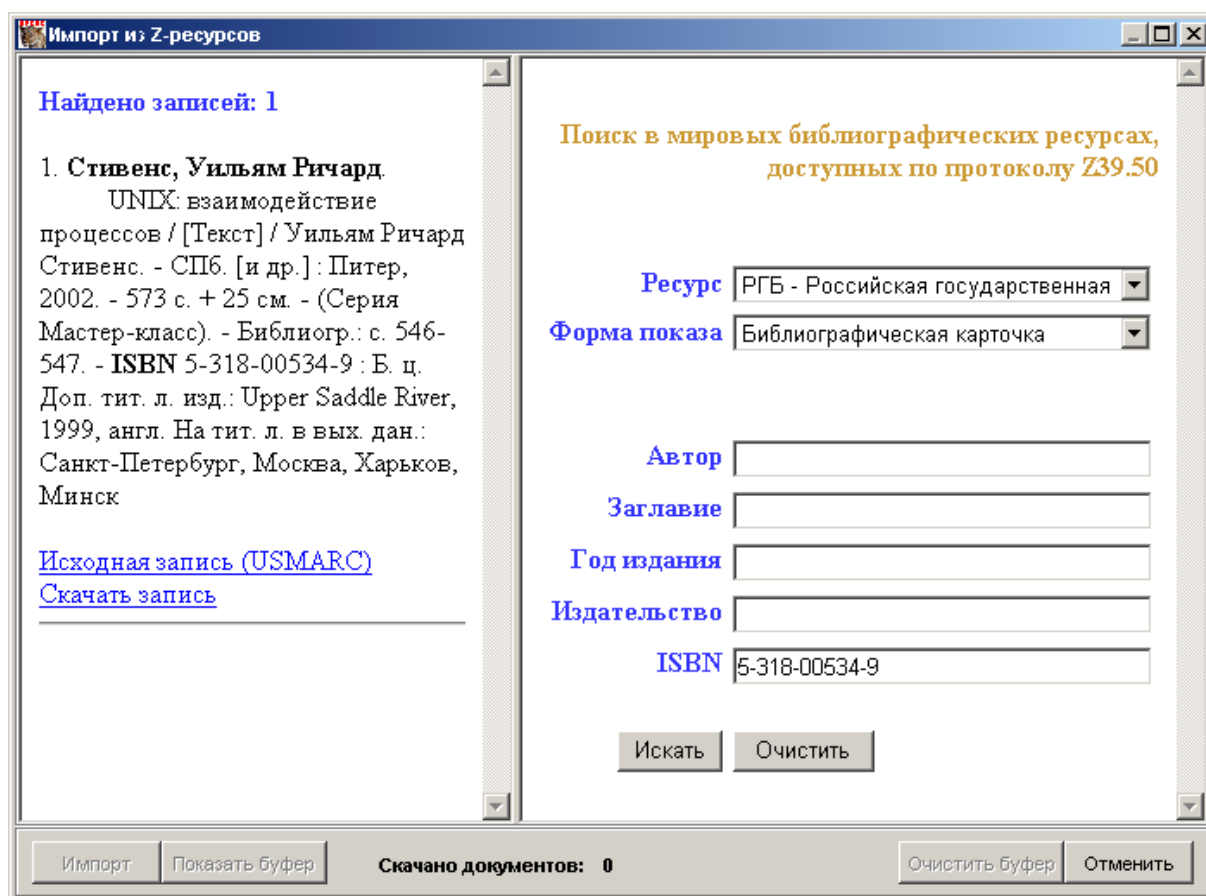 Импорт из Z-ресурсов
Найдено записей: 1
1. Стивенс, Уильям Ричард.
UNIX: взаимодействие
процессов / [Текст] / Уильям Ричард
Стивенс. - СПб. [и др.] : Питер,
2002. - 573 с. + 25 см. - (Серия
Мастер-класс). - Библиогр.: с. 546-
547. - ISBN 5-318-00534-9 : Б. ц.
Доп. тит. л. изд.: Upper Saddle River,
1999, англ. На тит. л. в вых. дан.:
Санкт-Петербург, Москва, Харьков,
Минск
Исходная запись (USMARC)
Скачать запись
Поиск в мировых библиографических ресурсах,
доступных по протоколу Z39.50
Ресурс РГБ - Российская государственная
Форма показа Библиографическая карточка
Автор
Заглавие
Год издания
Издательство
ISBN 5-318-00534-9
Искать Очистить
Импорт Показать буфер Скачано документов: 0 Очистить буфер Отменить